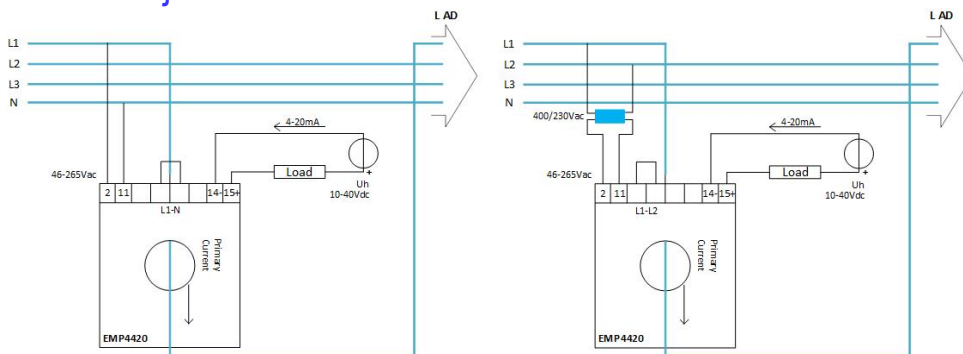 L AD
L1
L2
L3
N
4-20mA
46-265Vac
Load
+
Uh
10-40Vdc
2 11 14- 15+
L1-N
Primary
Current
EMP4420
L AD
L1
L2
L3
N
400/230Vac
4-20mA
46-265Vac
Load
+
Uh
10-40Vdc
2 11 14- 15+
L1-L2
Primary
Current
EMP4420